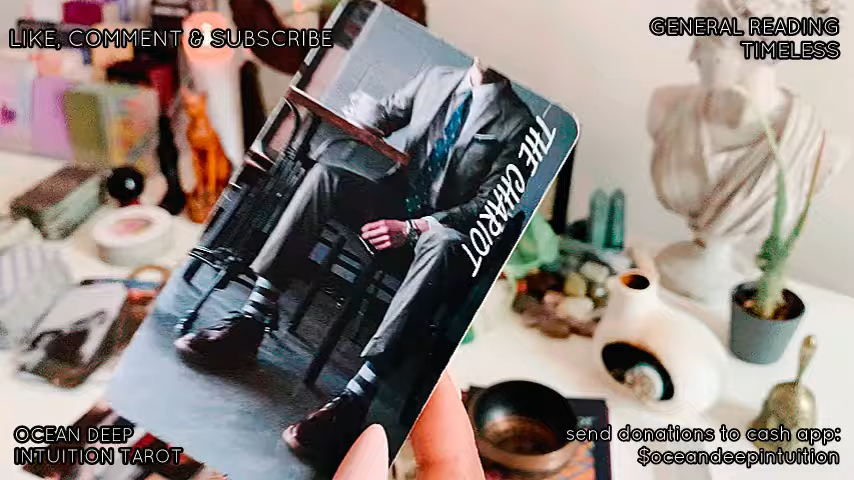 LIKE, COMMENT & SUBSCRIBE
GENERAL READING
TIMELESS
THE CHARIOT
OCEAN DEEP
INTUITION TAROT
send donations to cash app:
$oceandeepintuition